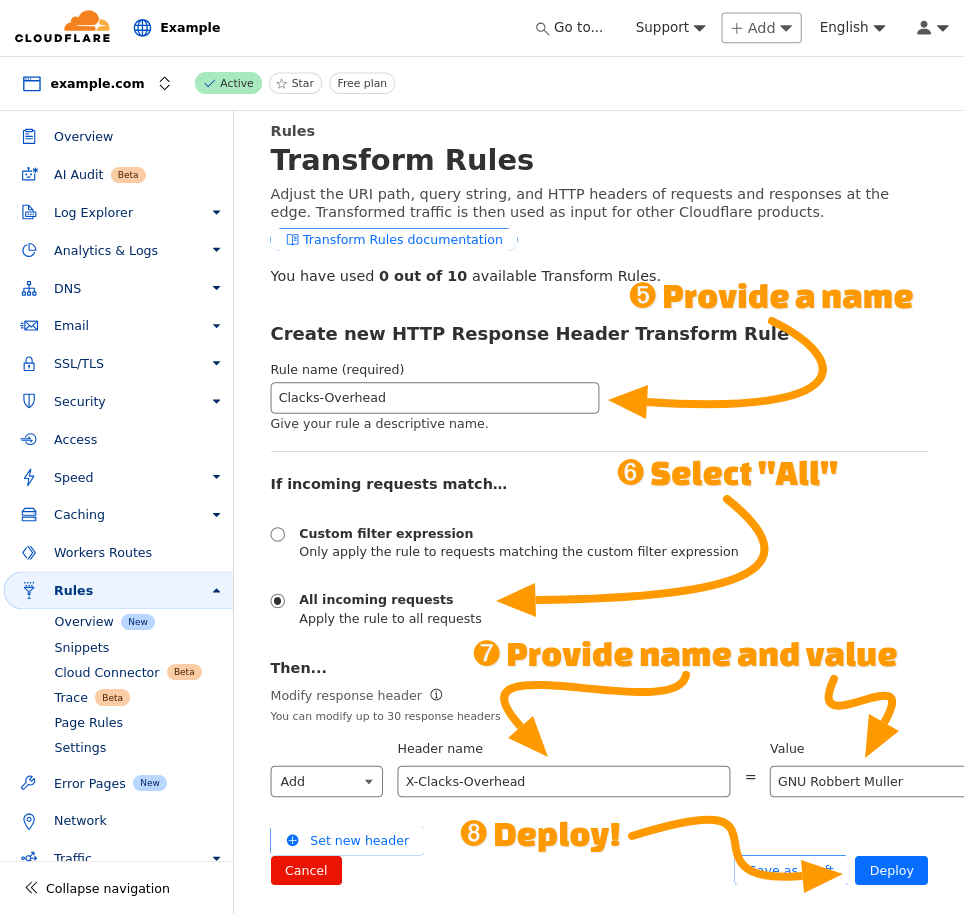 CLOUDFLARE
Example
Go to...
Support
+ Add
English
example.com
Active
Star
Free plan
Overview
AI Audit Beta
Log Explorer
Analytics & Logs
DNS
Email
SSL/TLS
Security
Access
Speed
Caching
Workers Routes
Rules
Overview New
Snippets
Cloud Connector Beta
Trace Beta
Page Rules
Settings
Error Pages New
Network
Traffic
Collapse navigation
Rules
Transform Rules
Adjust the URI path, query string, and HTTP headers of requests and responses at the
edge. Transformed traffic is then used as input for other Cloudflare products.
Transform Rules documentation
You have used 0 out of 10 available Transform Rules.
❺ Provide a name
Create new HTTP Response Header Transform Rule
Rule name (required)
Clacks-Overhead
Give your rule a descriptive name.
❻ Select "All"
If incoming requests match…
Custom filter expression
Only apply the rule to requests matching the custom filter expression
All incoming requests
Apply the rule to all requests
❼ Provide name and value
Then...
Modify response header
You can modify up to 30 response headers
Header name
Value
Add
X-Clacks-Overhead
=
GNU Robbert Muller
❽ Deploy!
Set new header
Cancel
Save as
Deploy